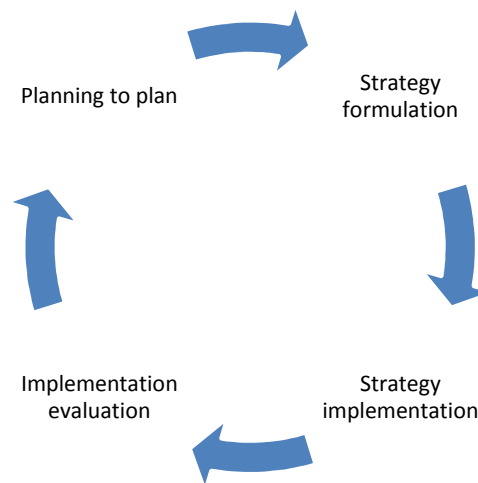 Planning to plan
Strategy
formulation
Strategy
implementation
Implementation
evaluation